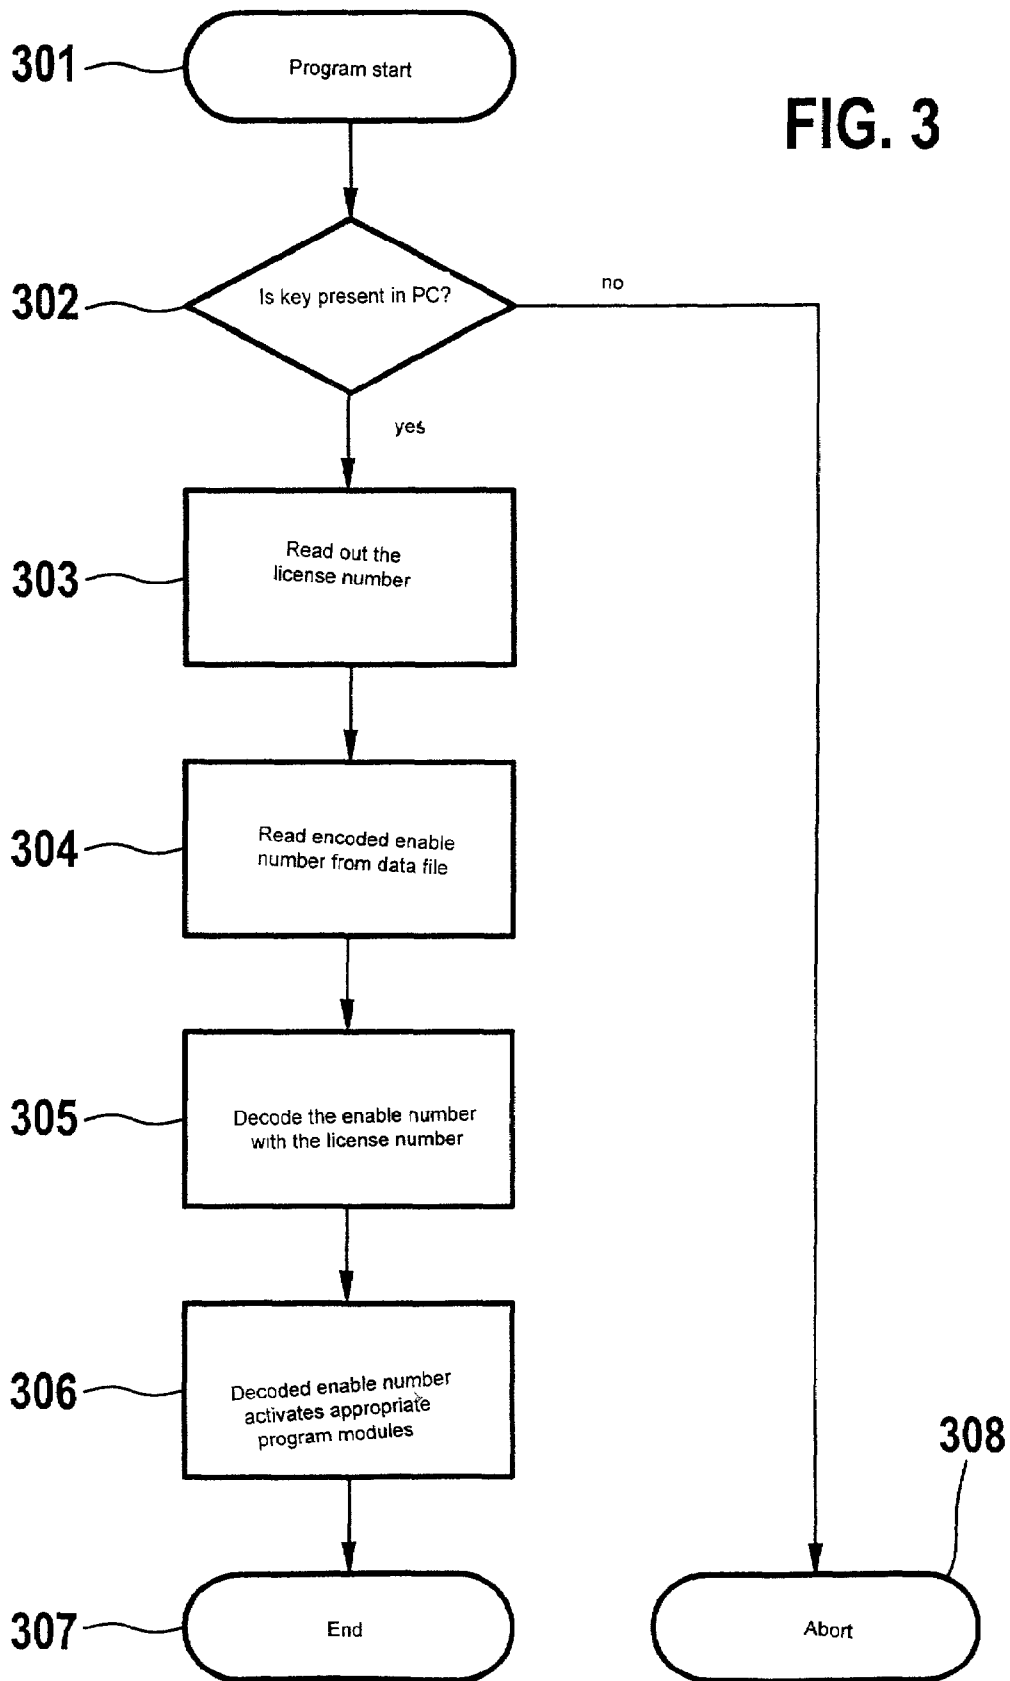 301
Program start
FIG. 3
302
Is key present in PC?
no
yes
303
Read out the
license number
304
Read encoded enable
number from data file
305
Decode the enable number
with the license number
306
Decoded enable number
activates appropriate
program modules
308
307
End
Abort